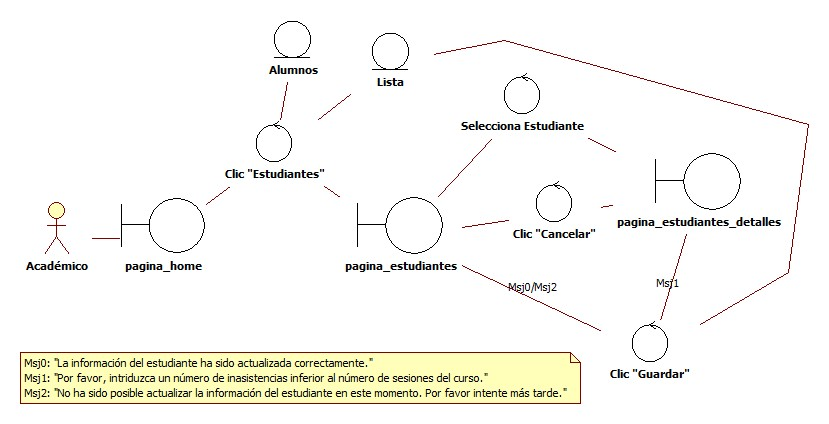 Alumnos
Lista
Selecciona Estudiante
Clic "Estudiantes"
pagina_estudiantes_detalles
Clic "Cancelar"
Académico
pagina_home
pagina_estudiantes
Msj0/Msj2
Msj1
Clic "Guardar"
Msj0: "La información del estudiante ha sido actualizada correctamente."
Msj1: "Por favor, intriduzca un número de inasistencias inferior al número de sesiones del curso."
Msj2: "No ha sido posible actualizar la información del estudiante en este momento. Por favor intente más tarde."